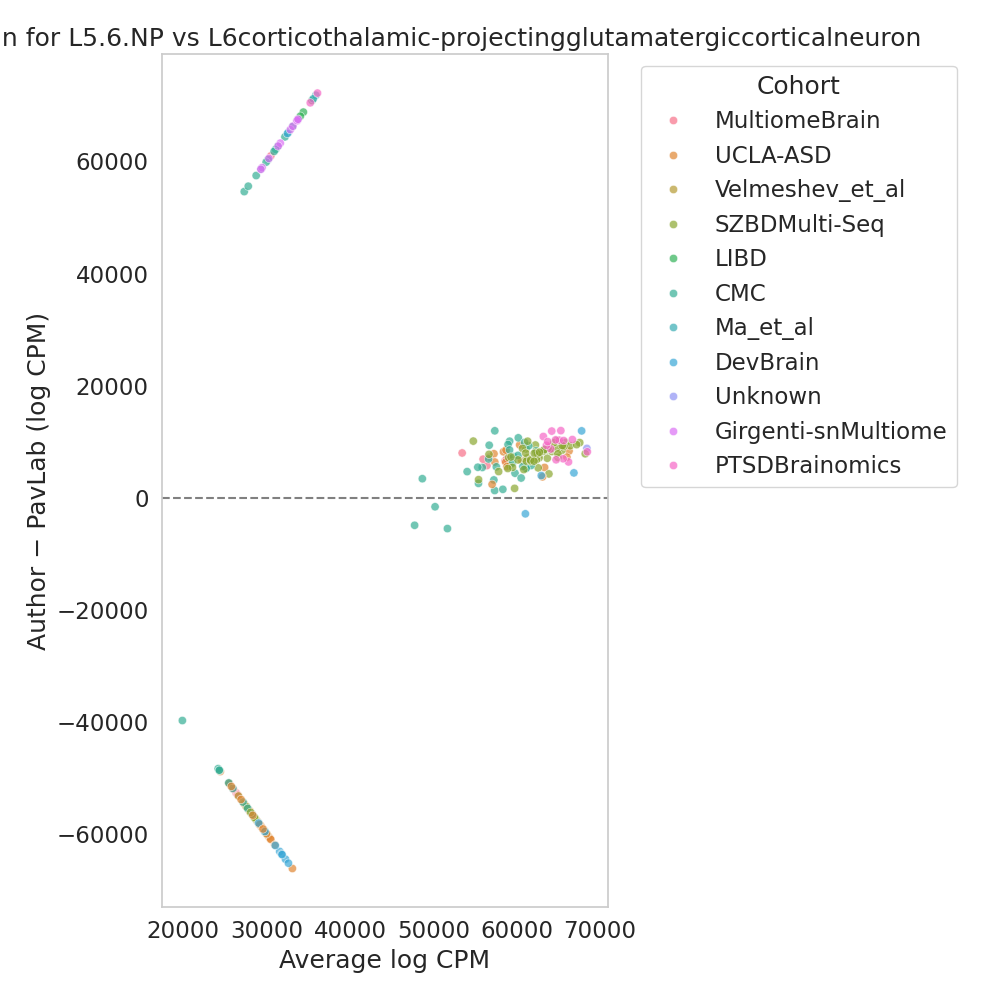 n for L5.6.NP vs L6corticothalamic-projectingglutamatergiccorticalneuron
Cohort
MultiomeBrain
UCLA-ASD
Velmeshev_et_al
SZBDMulti-Seq
LIBD
CMC
Ma_et_al
DevBrain
Unknown
Girgenti-snMultiome
PTSDBrainomics
Author − PavLab (log CPM)
60000
40000
20000
0
−20000
−40000
−60000
20000 30000 40000 50000 60000 70000
Average log CPM